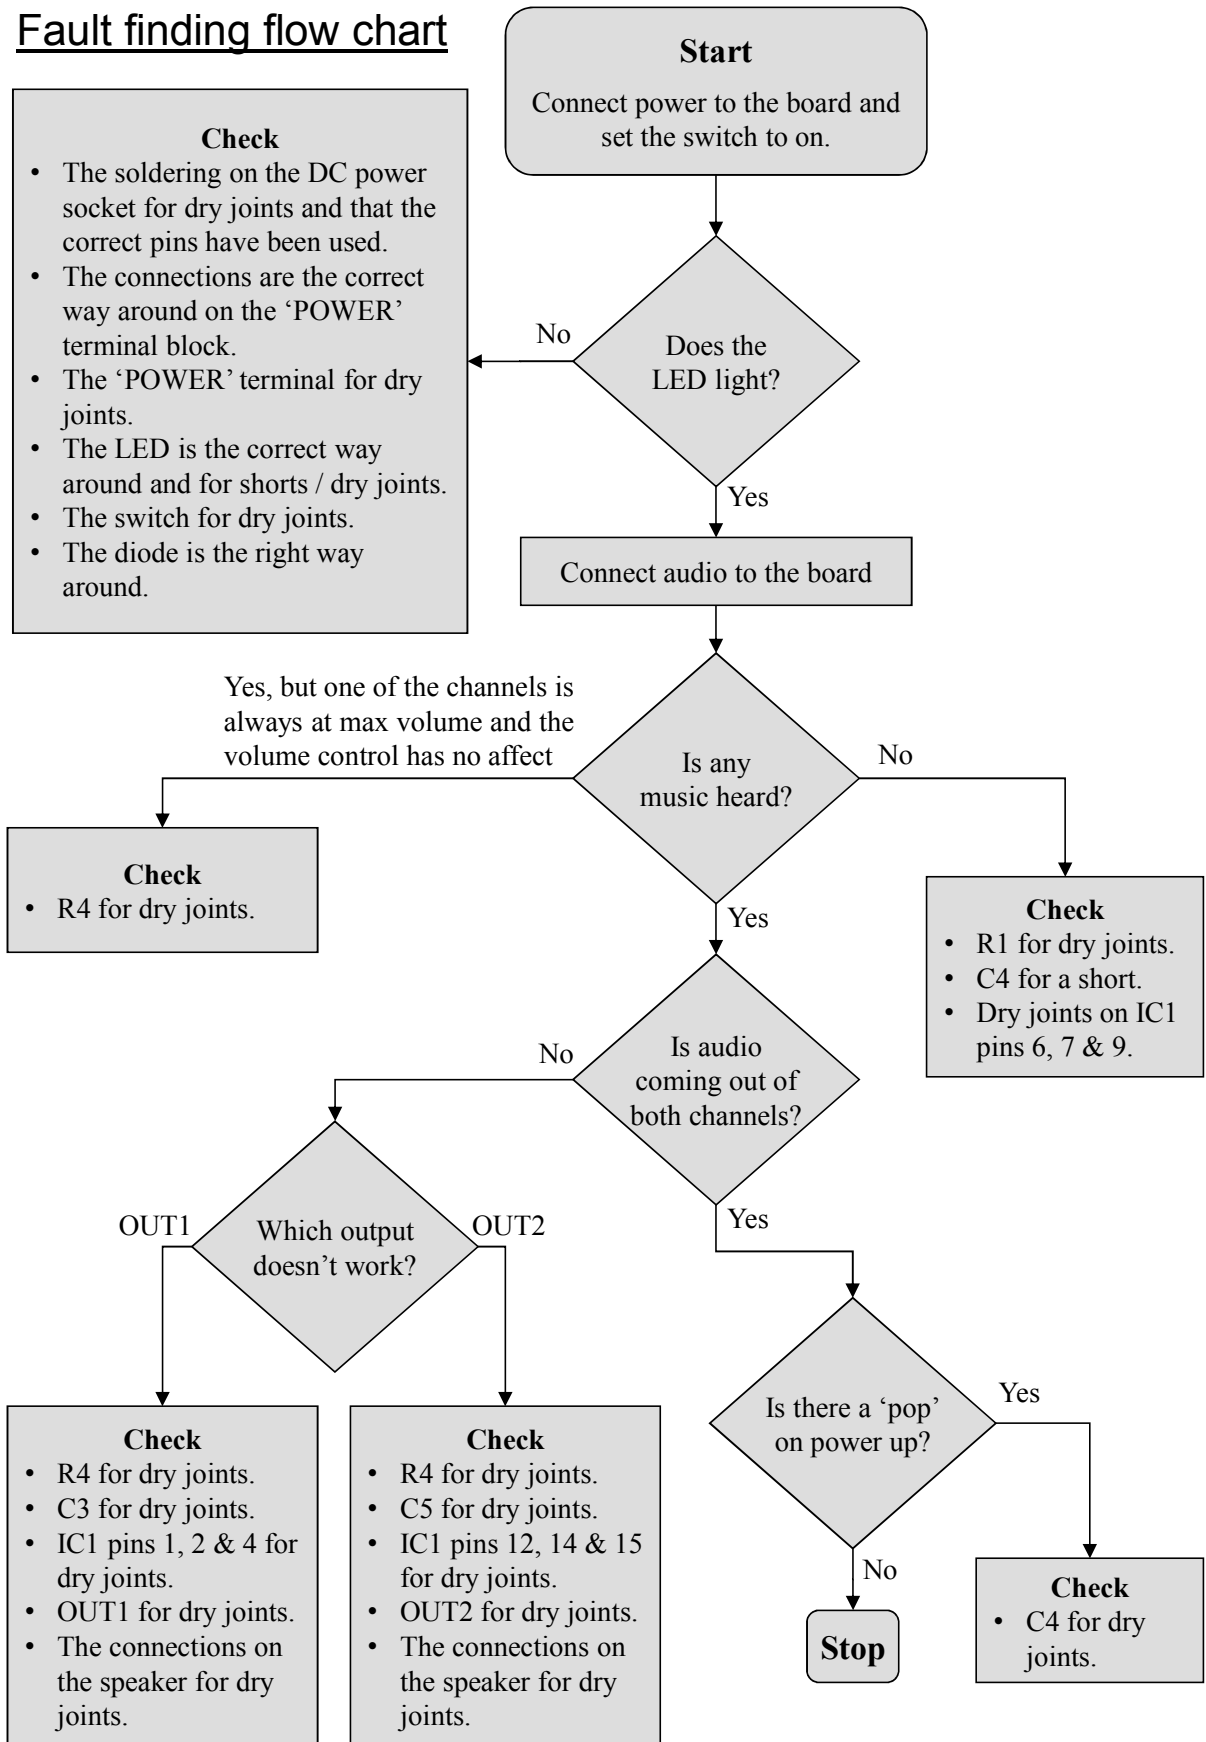 Fault finding flow chart
Start
Connect power to the board and
set the switch to on.
Check
• The soldering on the DC power
socket for dry joints and that the
correct pins have been used.
• The connections are the correct
way around on the ‘POWER’
terminal block.
• The ‘POWER’ terminal for dry
joints.
• The LED is the correct way
around and for shorts / dry joints.
• The switch for dry joints.
• The diode is the right way
around.
No
Does the
LED light?
Yes
Connect audio to the board
Yes, but one of the channels is
always at max volume and the
volume control has no affect
Is any
music heard?
No
Check
• R4 for dry joints.
Yes
Check
• R1 for dry joints.
• C4 for a short.
• Dry joints on IC1
pins 6, 7 & 9.
No
Is audio
coming out of
both channels?
Yes
OUT1
Which output
doesn’t work?
OUT2
Is there a ‘pop’
on power up?
Yes
No
Check
• R4 for dry joints.
• C3 for dry joints.
• IC1 pins 1, 2 & 4 for
dry joints.
• OUT1 for dry joints.
• The connections on
the speaker for dry
joints.
Check
• R4 for dry joints.
• C5 for dry joints.
• IC1 pins 12, 14 & 15
for dry joints.
• OUT2 for dry joints.
• The connections on
the speaker for dry
joints.
Stop
Check
• C4 for dry
joints.